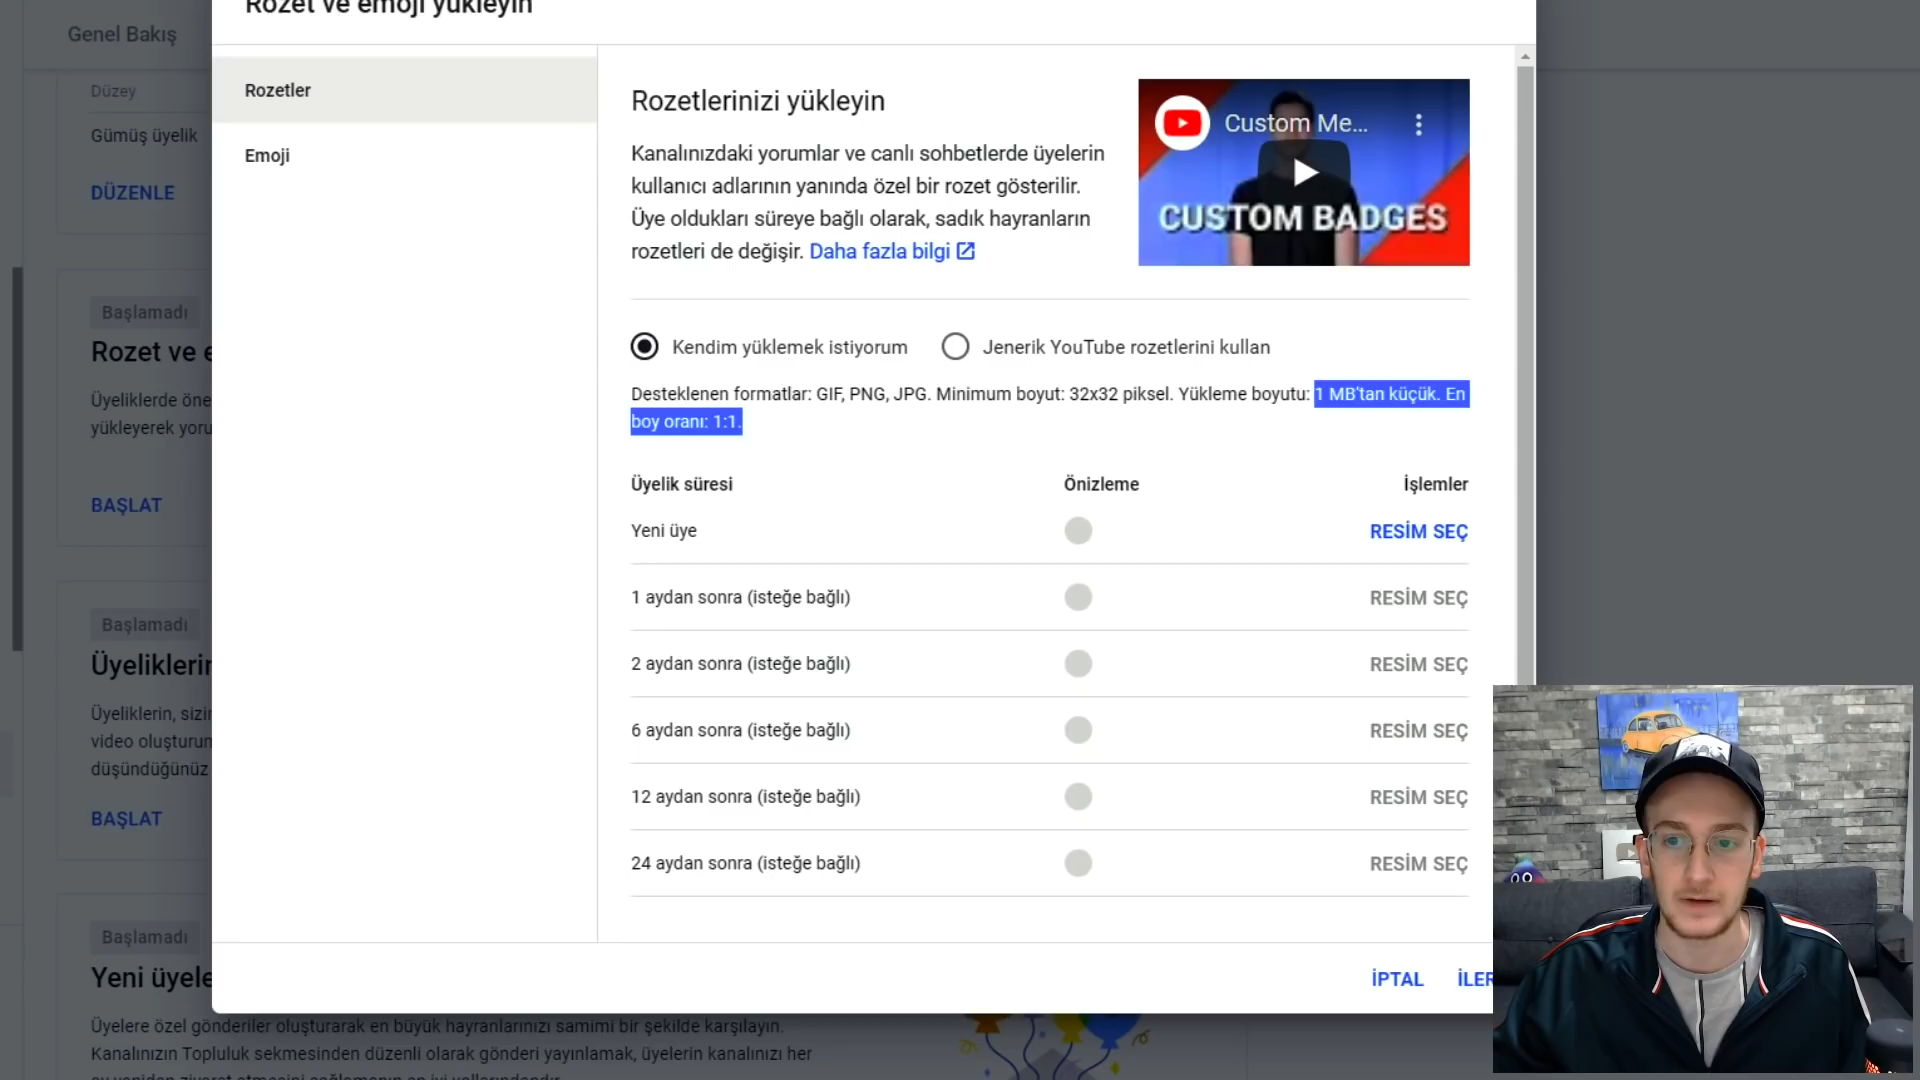 Rozet ve emoji yükleyin
Genel Bakış
Düzey
Gümüş üyelik
DÜZENLE
Başlamadı
Rozet ve e
Üyeliklerde öne
yükleyerek yoru
BAŞLAT
Başlamadı
Üyeliklerin
Üyeliklerin, sizin
video oluşturun
düşündüğünüz
BAŞLAT
Başlamadı
Yeni üyele
Üyelere özel gönderiler oluşturarak en büyük hayranlarınızı samimi bir şekilde karşılayın.
Kanalınızın Topluluk sekmesinden düzenli olarak gönderi yayınlamak, üyelerin kanalınızı her
Rozetler
Emoji
Rozetlerinizi yükleyin
Kanalınızdaki yorumlar ve canlı sohbetlerde üyelerin
kullanıcı adlarının yanında özel bir rozet gösterilir.
Üye oldukları süreye bağlı olarak, sadık hayranların
rozetleri de değişir. Daha fazla bilgi
Custom Me...
CUSTOM BADGES
Kendim yüklemek istiyorum
Jenerik YouTube rozetlerini kullan
Desteklenen formatlar: GIF, PNG, JPG. Minimum boyut: 32x32 piksel. Yükleme boyutu: 1 MB'tan küçük. En
boy oranı: 1:1.
Üyelik süresi Önizleme İşlemler
Yeni üye RESİM SEÇ
1 aydan sonra (isteğe bağlı) RESİM SEÇ
2 aydan sonra (isteğe bağlı) RESİM SEÇ
6 aydan sonra (isteğe bağlı) RESİM SEÇ
12 aydan sonra (isteğe bağlı) RESİM SEÇ
24 aydan sonra (isteğe bağlı) RESİM SEÇ
İPTAL İLER